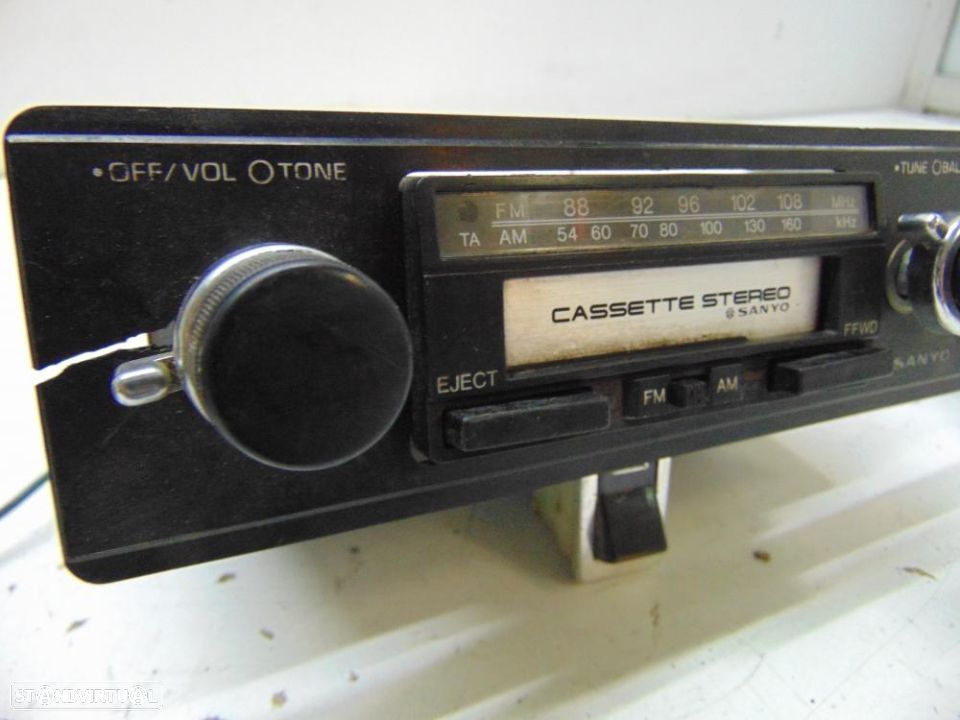 •OFF/VOL O TONE
•TUNE O BAL
FM 88 92 96 102 108 MHz
TA AM 54 60 70 80 100 130 160 kHz
CASSETTE STEREO
SANYO
FFWD
EJECT
FM AM
SANYO
STANDVIRTUAL